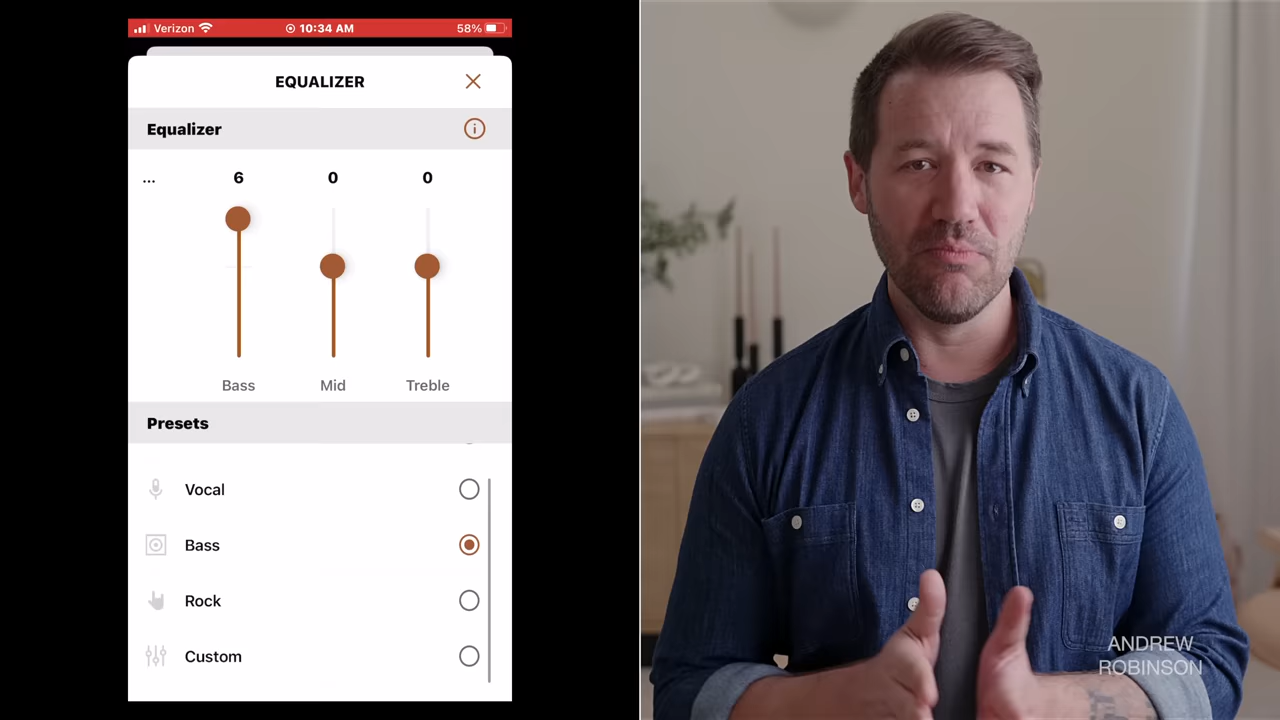 Verizon 10:34 AM 58%
EQUALIZER
Equalizer
... 6 0 0
Bass Mid Treble
Presets
Vocal
Bass
Rock
Custom
ANDREW
ROBINSON